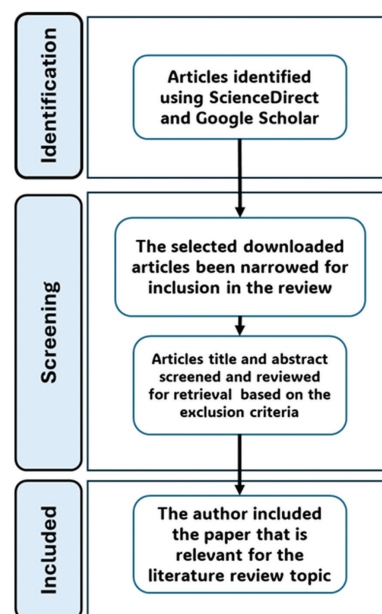 Identification
Articles identified
using ScienceDirect
and Google Scholar
Screening
The selected downloaded
articles been narrowed for
inclusion in the review
Articles title and abstract
screened and reviewed
for retrieval based on the
exclusion criteria
Included
The author included
the paper that is
relevant for the
literature review topic